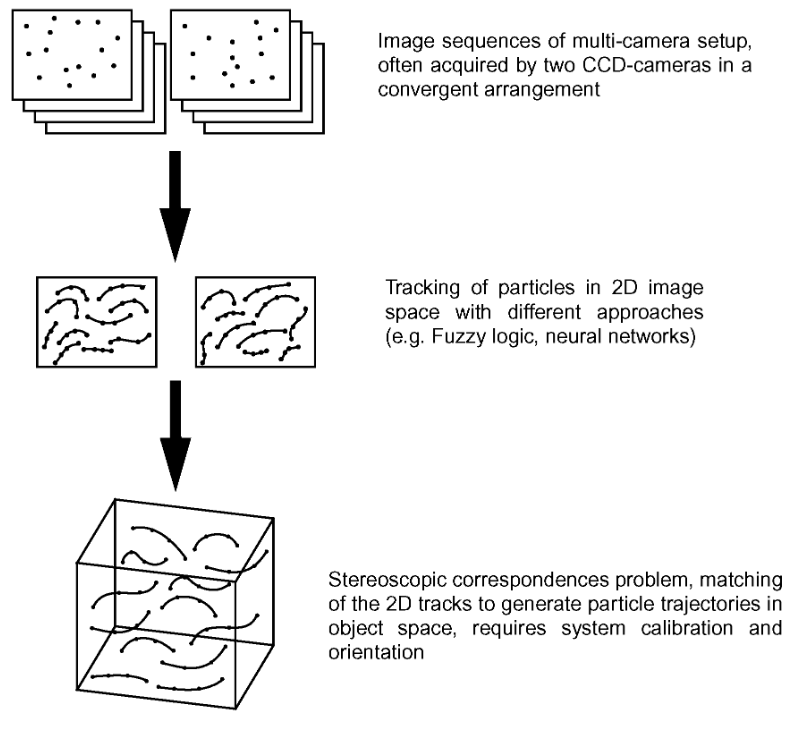 Image sequences of multi-camera setup,
often acquired by two CCD-cameras in a
convergent arrangement
Tracking of particles in 2D image
space with different approaches
(e.g. Fuzzy logic, neural networks)
Stereoscopic correspondences problem, matching
of the 2D tracks to generate particle trajectories in
object space, requires system calibration and
orientation